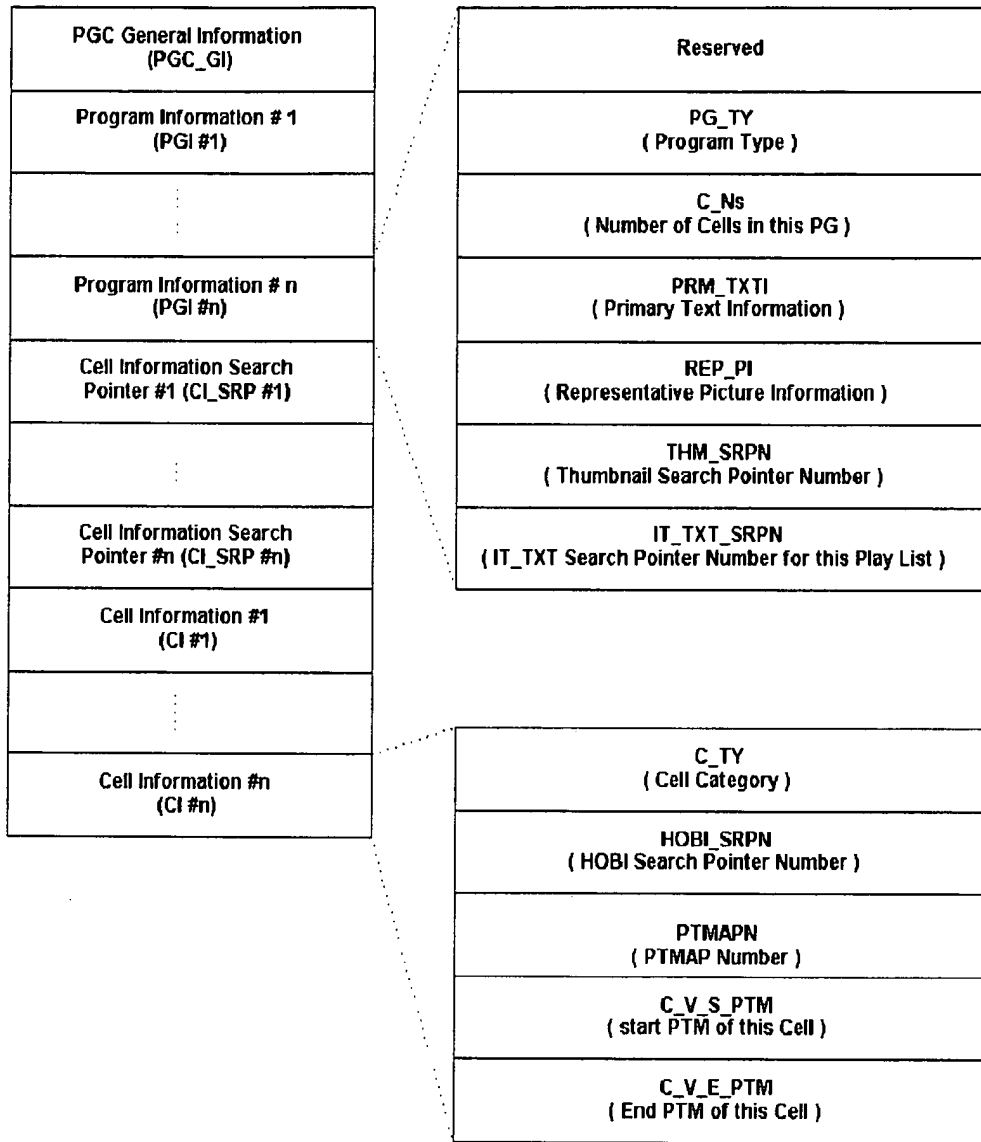 PGC General Information
(PGC_GI)
Program Information # 1
(PGI #1)
Program Information # n
(PGI #n)
Cell Information Search
Pointer #1 (CI_SRP #1)
Cell Information Search
Pointer #n (CI_SRP #n)
Cell Information #1
(CI #1)
Cell Information #n
(CI #n)
Reserved
PG_TY
( Program Type )
C_Ns
( Number of Cells in this PG )
PRM_TXTI
( Primary Text Information )
REP_PI
( Representative Picture Information )
THM_SRPN
( Thumbnail Search Pointer Number )
IT_TXT_SRPN
( IT_TXT Search Pointer Number for this Play List )
C_TY
( Cell Category )
HOBI_SRPN
( HOBI Search Pointer Number )
PTMAPN
( PTMAP Number )
C_V_S_PTM
( start PTM of this Cell )
C_V_E_PTM
( End PTM of this Cell )